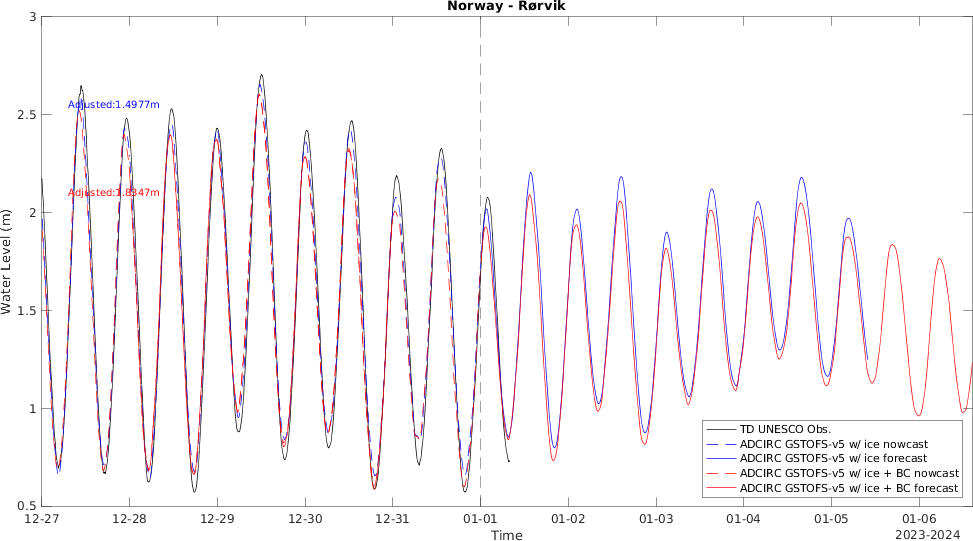 Norway - Rørvik
3
2.5
2
1.5
1
0.5
Water Level (m)
Adjusted:1.4977m
Adjusted:1.8347m
TD UNESCO Obs.
ADCIRC GSTOFS-v5 w/ ice nowcast
ADCIRC GSTOFS-v5 w/ ice forecast
ADCIRC GSTOFS-v5 w/ ice + BC nowcast
ADCIRC GSTOFS-v5 w/ ice + BC forecast
12-27 12-28 12-29 12-30 12-31 01-01 01-02 01-03 01-04 01-05 01-06
Time
2023-2024